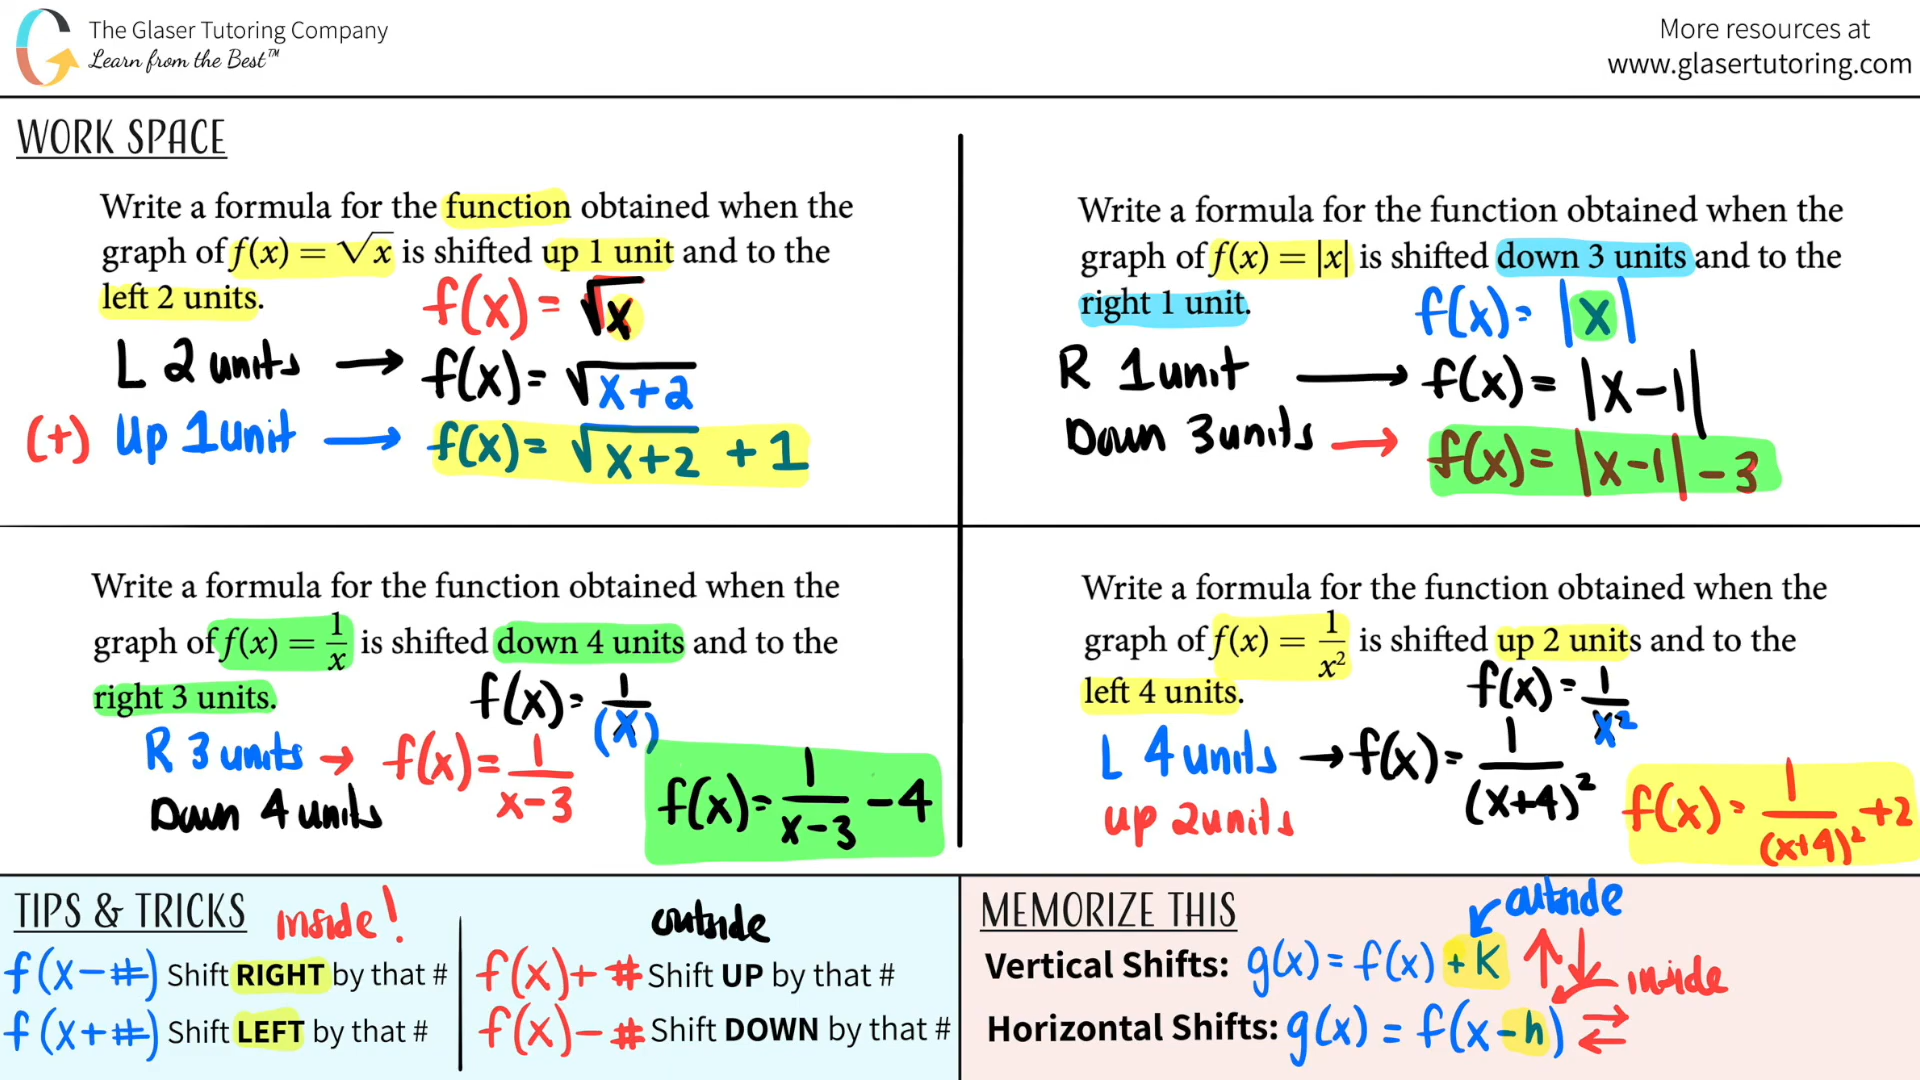 The Glaser Tutoring Company
Learn from the Best™
More resources at
www.glasertutoring.com
WORK SPACE
Write a formula for the function obtained when the
graph of f(x) = √x is shifted up 1 unit and to the
left 2 units.
f(x) = √x
L 2 units → f(x) = √x+2
(+) Up 1 unit → f(x) = √x+2 + 1
Write a formula for the function obtained when the
graph of f(x) = |x| is shifted down 3 units and to the
right 1 unit.
f(x) = |x|
R 1 unit → f(x) = |x-1|
Down 3 units → f(x) = |x-1| - 3
Write a formula for the function obtained when the
graph of f(x) = 1/x is shifted down 4 units and to the
right 3 units.
f(x) = 1/(x)
R 3 units → f(x) = 1/x-3
Down 4 units
f(x) = 1/x-3 - 4
Write a formula for the function obtained when the
graph of f(x) = 1/x² is shifted up 2 units and to the
left 4 units.
f(x) = 1/x²
L 4 units → f(x) = 1/(x+4)²
up 2 units
f(x) = 1/(x+4)² + 2
TIPS & TRICKS
inside!
f(x-#) Shift RIGHT by that #
f(x+#) Shift LEFT by that #
outside
f(x)+# Shift UP by that #
f(x)-# Shift DOWN by that #
MEMORIZE THIS
outside
Vertical Shifts: g(x) = f(x) + K ↑↓
inside
Horizontal Shifts: g(x) = f(x-h) ⇄